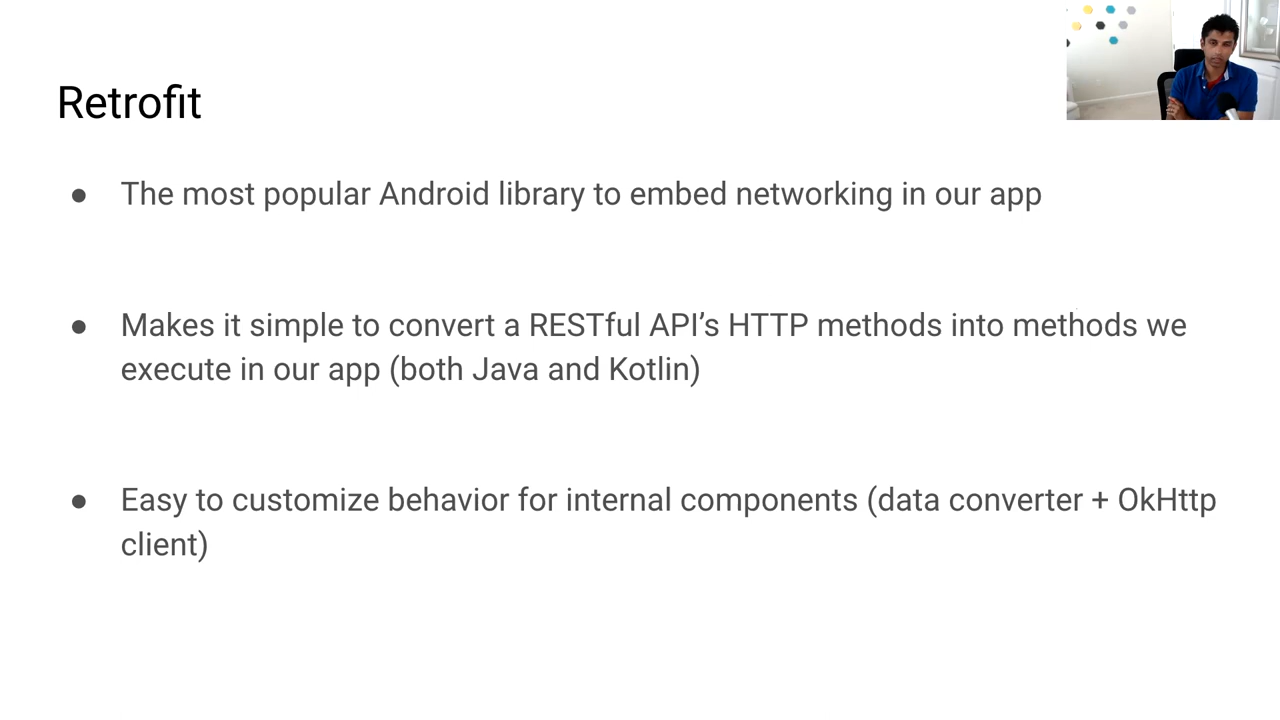 Retrofit
● The most popular Android library to embed networking in our app
● Makes it simple to convert a RESTful API’s HTTP methods into methods we
execute in our app (both Java and Kotlin)
● Easy to customize behavior for internal components (data converter + OkHttp
client)